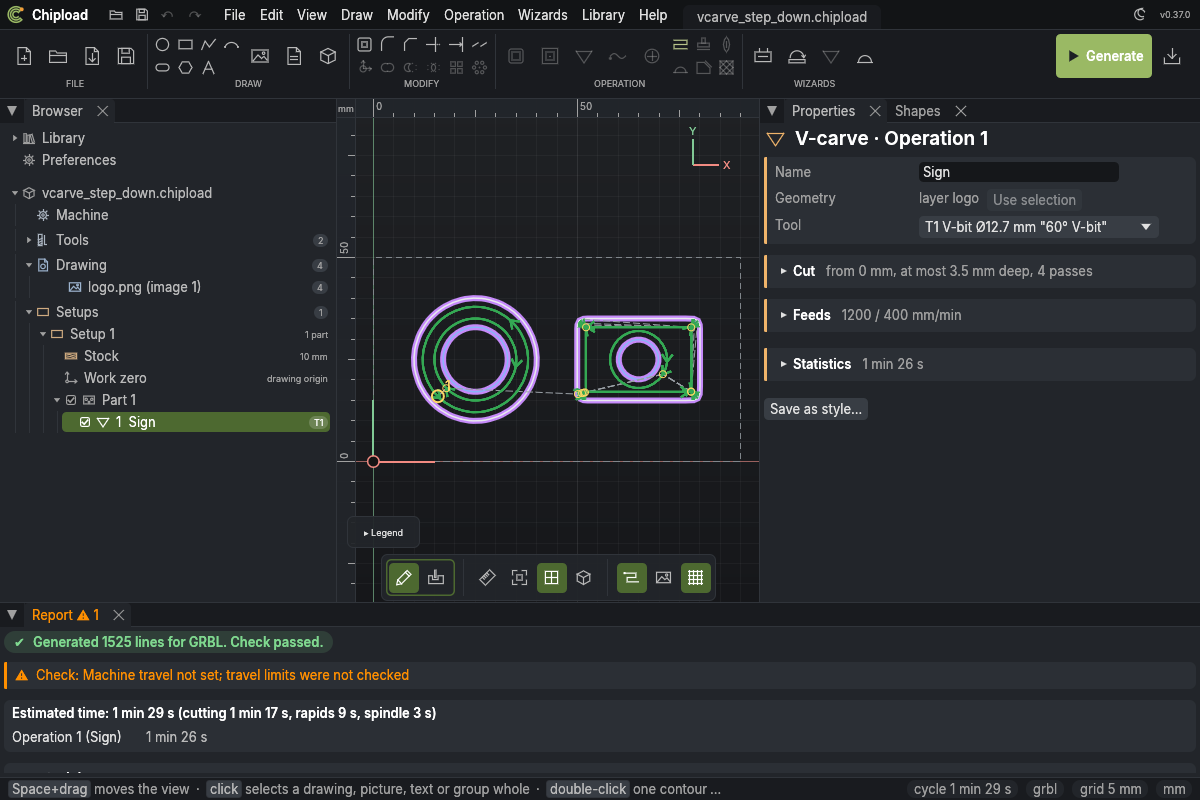 Chipload File Edit View Draw Modify Operation Wizards Library Help vcarve_step_down.chipload v0.37.0
FILE DRAW MODIFY OPERATION WIZARDS Generate
Browser
Library
Preferences
vcarve_step_down.chipload
Machine
Tools 2
Drawing 4
logo.png (image 1) 4
Setups 1
Setup 1 1 part
Stock 10 mm
Work zero drawing origin
Part 1
1 Sign T1
mm 0 50
Y
X
50
1
0
Legend
Properties Shapes
V-carve · Operation 1
Name Sign
Geometry layer logo Use selection
Tool T1 V-bit Ø12.7 mm "60° V-bit"
Cut from 0 mm, at most 3.5 mm deep, 4 passes
Feeds 1200 / 400 mm/min
Statistics 1 min 26 s
Save as style...
Report 1
Generated 1525 lines for GRBL. Check passed.
Check: Machine travel not set; travel limits were not checked
Estimated time: 1 min 29 s (cutting 1 min 17 s, rapids 9 s, spindle 3 s)
Operation 1 (Sign) 1 min 26 s
Space+drag moves the view · click selects a drawing, picture, text or group whole · double-click one contour ... cycle 1 min 29 s grbl grid 5 mm mm